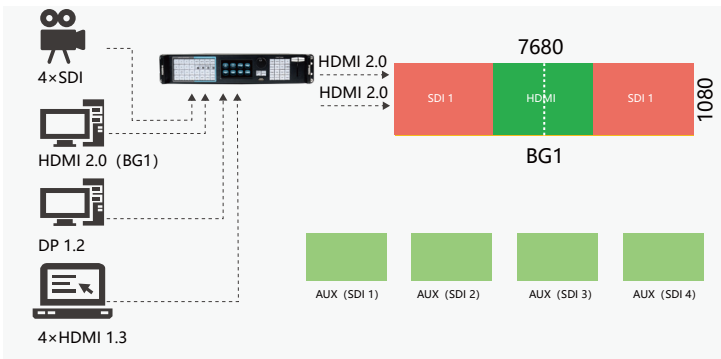 4×SDI
HDMI 2.0（BG1）
DP 1.2
4×HDMI 1.3
HDMI 2.0
HDMI 2.0
7680
SDI 1
HDMI
SDI 1
1080
BG1
AUX（SDI 1）
AUX（SDI 2）
AUX（SDI 3）
AUX（SDI 4）